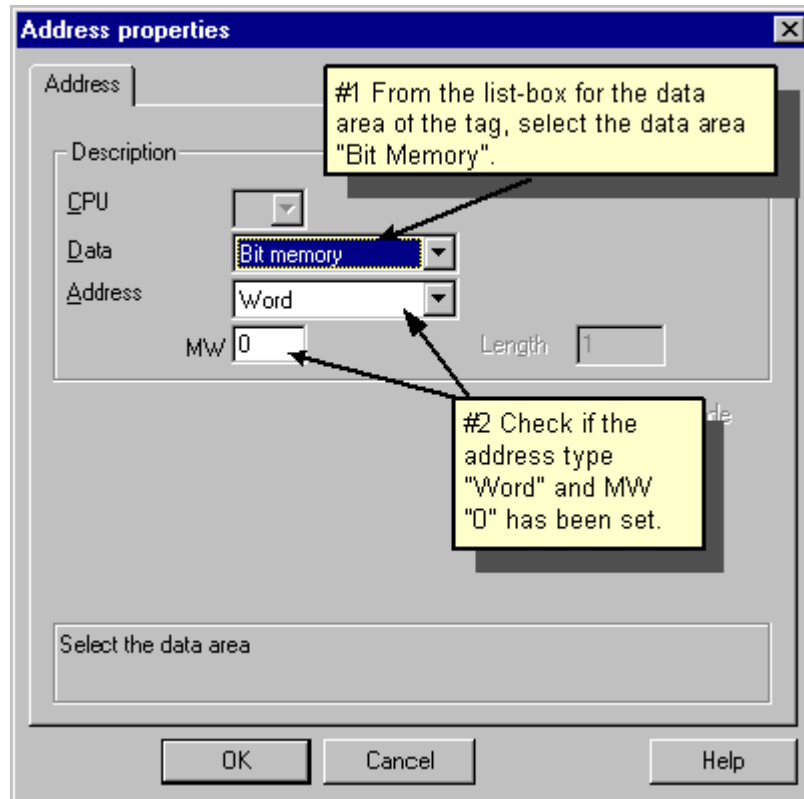 Address properties
Address
#1 From the list-box for the data
area of the tag, select the data area
"Bit Memory".
Description
CPU
Data
Bit memory
Address
Word
MW 0
Length 1
#2 Check if the
address type
"Word" and MW
"0" has been set.
Select the data area
OK Cancel Help